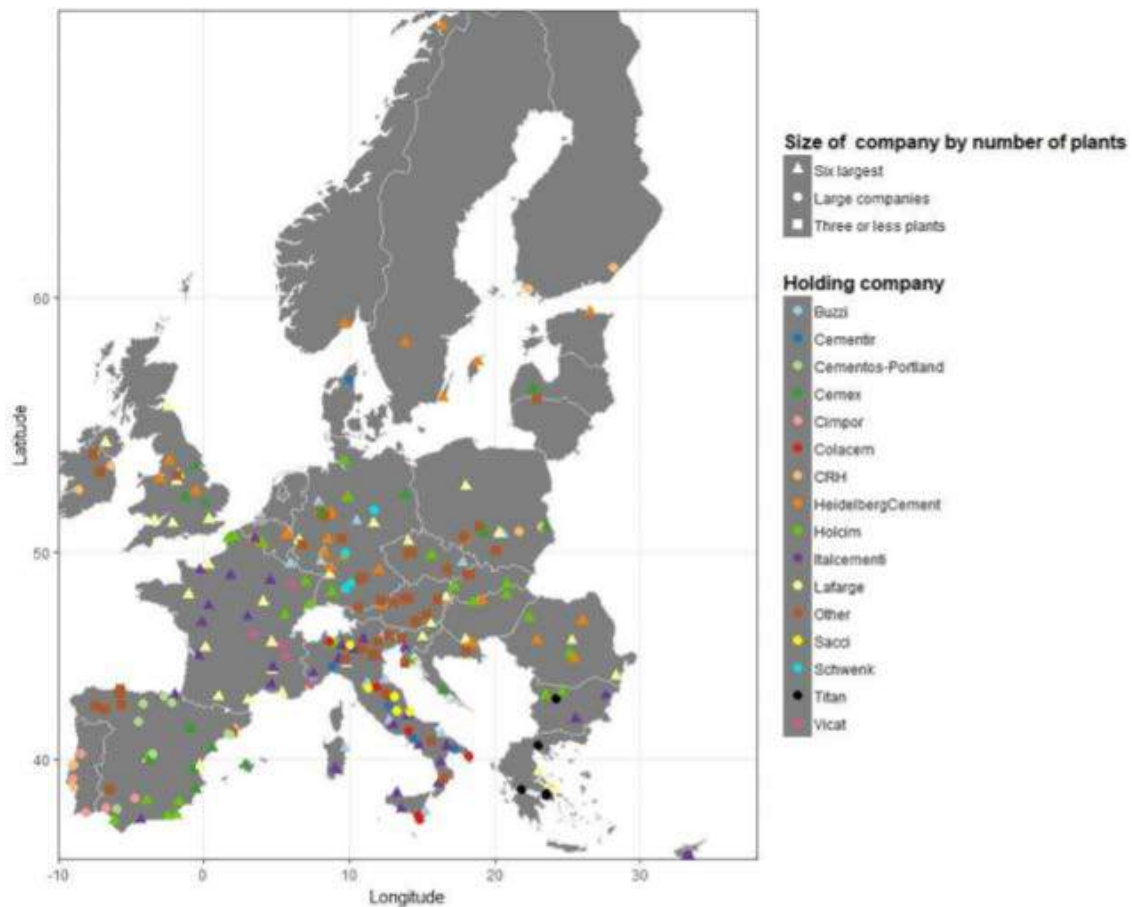 Size of company by number of plants
Six largest
Large companies
Three or less plants
Holding company
Buzzi
Cementir
Cementos-Portland
Cemex
Cimpor
Colacem
CRH
HeidelbergCement
Holcim
Italcementi
Lafarge
Other
Sacci
Schwenk
Titan
Vicat
Latitude
60
50
40
-10 0 10 20 30
Longitude